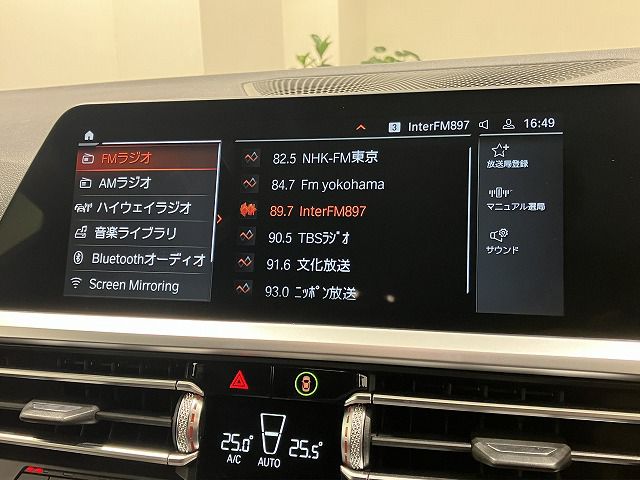 3 InterFM897 16:49
FMラジオ
AMラジオ
ハイウェイラジオ
音楽ライブラリ
Bluetoothオーディオ
Screen Mirroring
82.5 NHK-FM東京
84.7 Fm yokohama
89.7 InterFM897
90.5 TBSラジオ
91.6 文化放送
93.0 ニッポン放送
放送局登録
マニュアル選局
サウンド
25.0 25.5
A/C AUTO